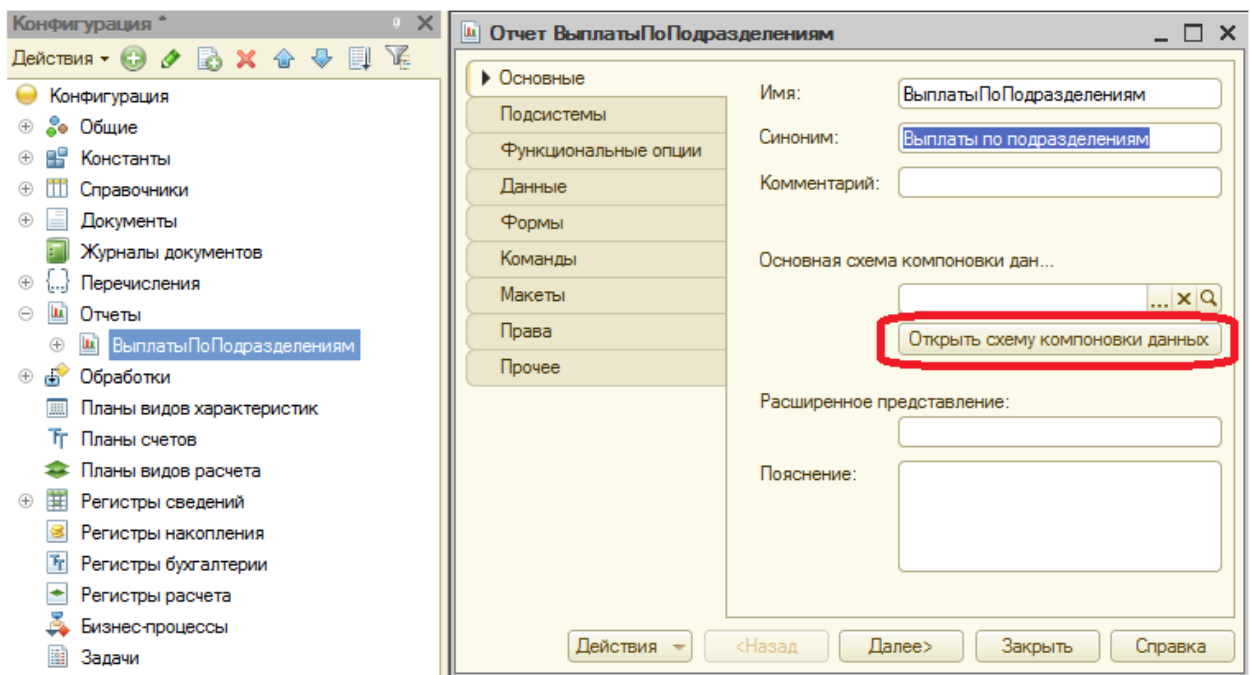 Конфигурация *
Действия
Конфигурация
Общие
Константы
Справочники
Документы
Журналы документов
Перечисления
Отчеты
ВыплатыПоПодразделениям
Обработки
Планы видов характеристик
Планы счетов
Планы видов расчета
Регистры сведений
Регистры накопления
Регистры бухгалтерии
Регистры расчета
Бизнес-процессы
Задачи
Отчет ВыплатыПоПодразделениям
Основные
Подсистемы
Функциональные опции
Данные
Формы
Команды
Макеты
Права
Прочее
Имя: ВыплатыПоПодразделениям
Синоним: Выплаты по подразделениям
Комментарий:
Основная схема компоновки дан...
...
Открыть схему компоновки данных
Расширенное представление:
Пояснение:
Действия <Назад Далее> Закрыть Справка